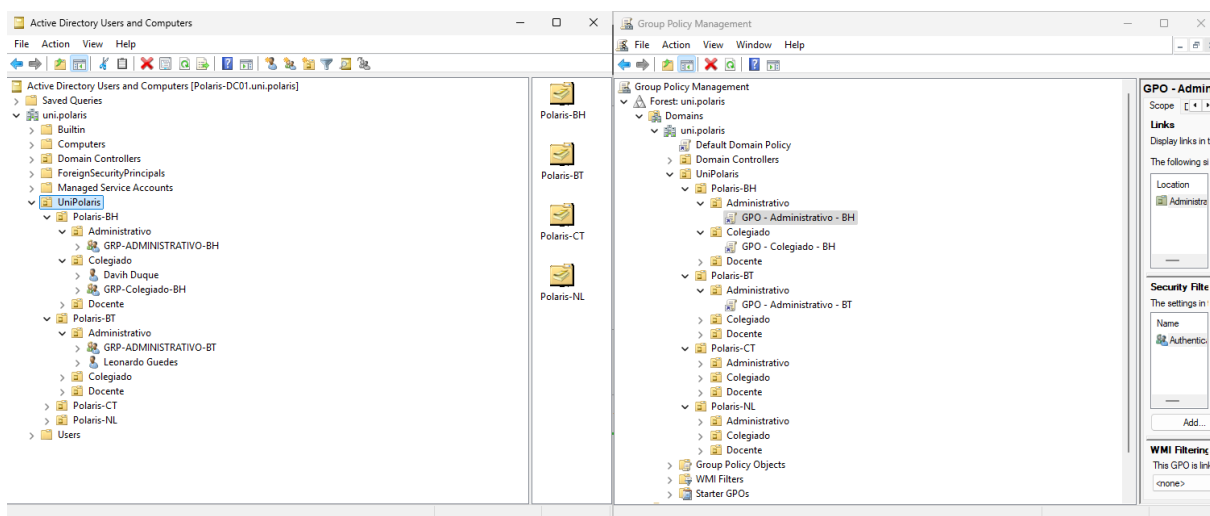 Active Directory Users and Computers
File Action View Help
Active Directory Users and Computers [Polaris-DC01.uni.polaris]
Saved Queries
uni.polaris
Builtin
Computers
Domain Controllers
ForeignSecurityPrincipals
Managed Service Accounts
UniPolaris
Polaris-BH
Administrativo
GRP-ADMINISTRATIVO-BH
Colegiado
Davih Duque
GRP-Colegiado-BH
Docente
Polaris-BT
Administrativo
GRP-ADMINISTRATIVO-BT
Leonardo Guedes
Colegiado
Docente
Polaris-CT
Polaris-NL
Users
Polaris-BH
Polaris-BT
Polaris-CT
Polaris-NL
Group Policy Management
File Action View Window Help
Group Policy Management
Forest: uni.polaris
Domains
uni.polaris
Default Domain Policy
Domain Controllers
UniPolaris
Polaris-BH
Administrativo
GPO - Administrativo - BH
Colegiado
GPO - Colegiado - BH
Docente
Polaris-BT
Administrativo
GPO - Administrativo - BT
Colegiado
Docente
Polaris-CT
Administrativo
Colegiado
Docente
Polaris-NL
Administrativo
Colegiado
Docente
Group Policy Objects
WMI Filters
Starter GPOs
GPO - Admir
Scope
Links
Display links in t
The following si
Location
Administra
Security Filte
The settings in
Name
Authentic
Add...
WMI Filtering
This GPO is link
<none>